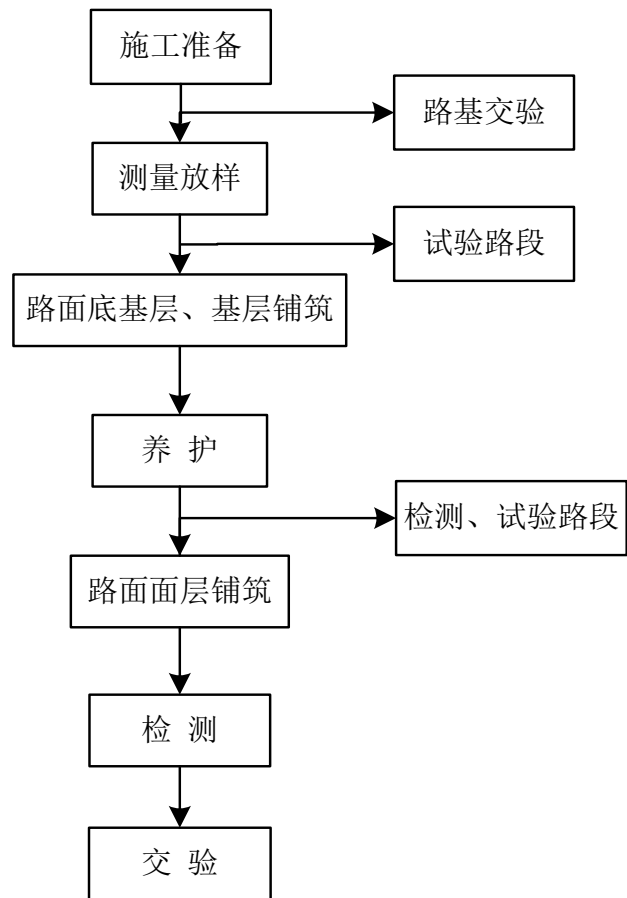 施工准备
路基交验
测量放样
试验路段
路面底基层、基层铺筑
养 护
检测、试验路段
路面面层铺筑
检 测
交 验